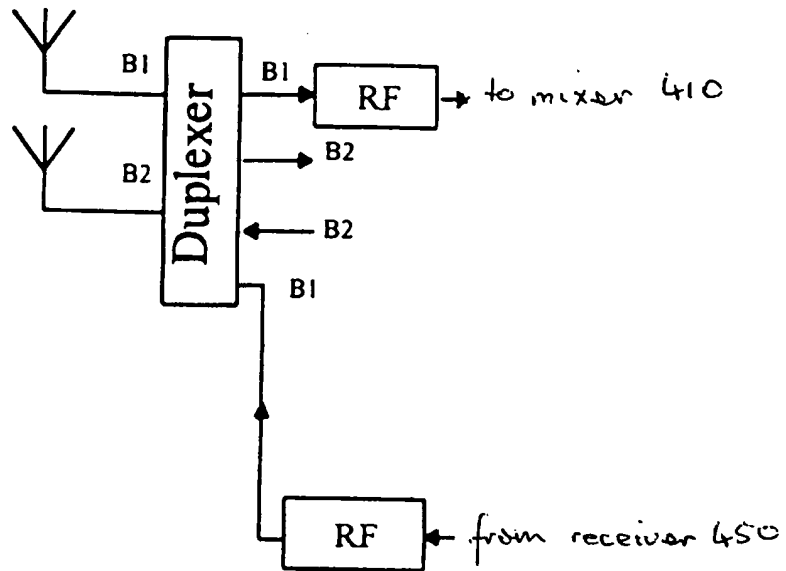 B1
B1
RF
to mixer 410
B2
B2
Duplexer
B2
B1
RF
from receiver 450